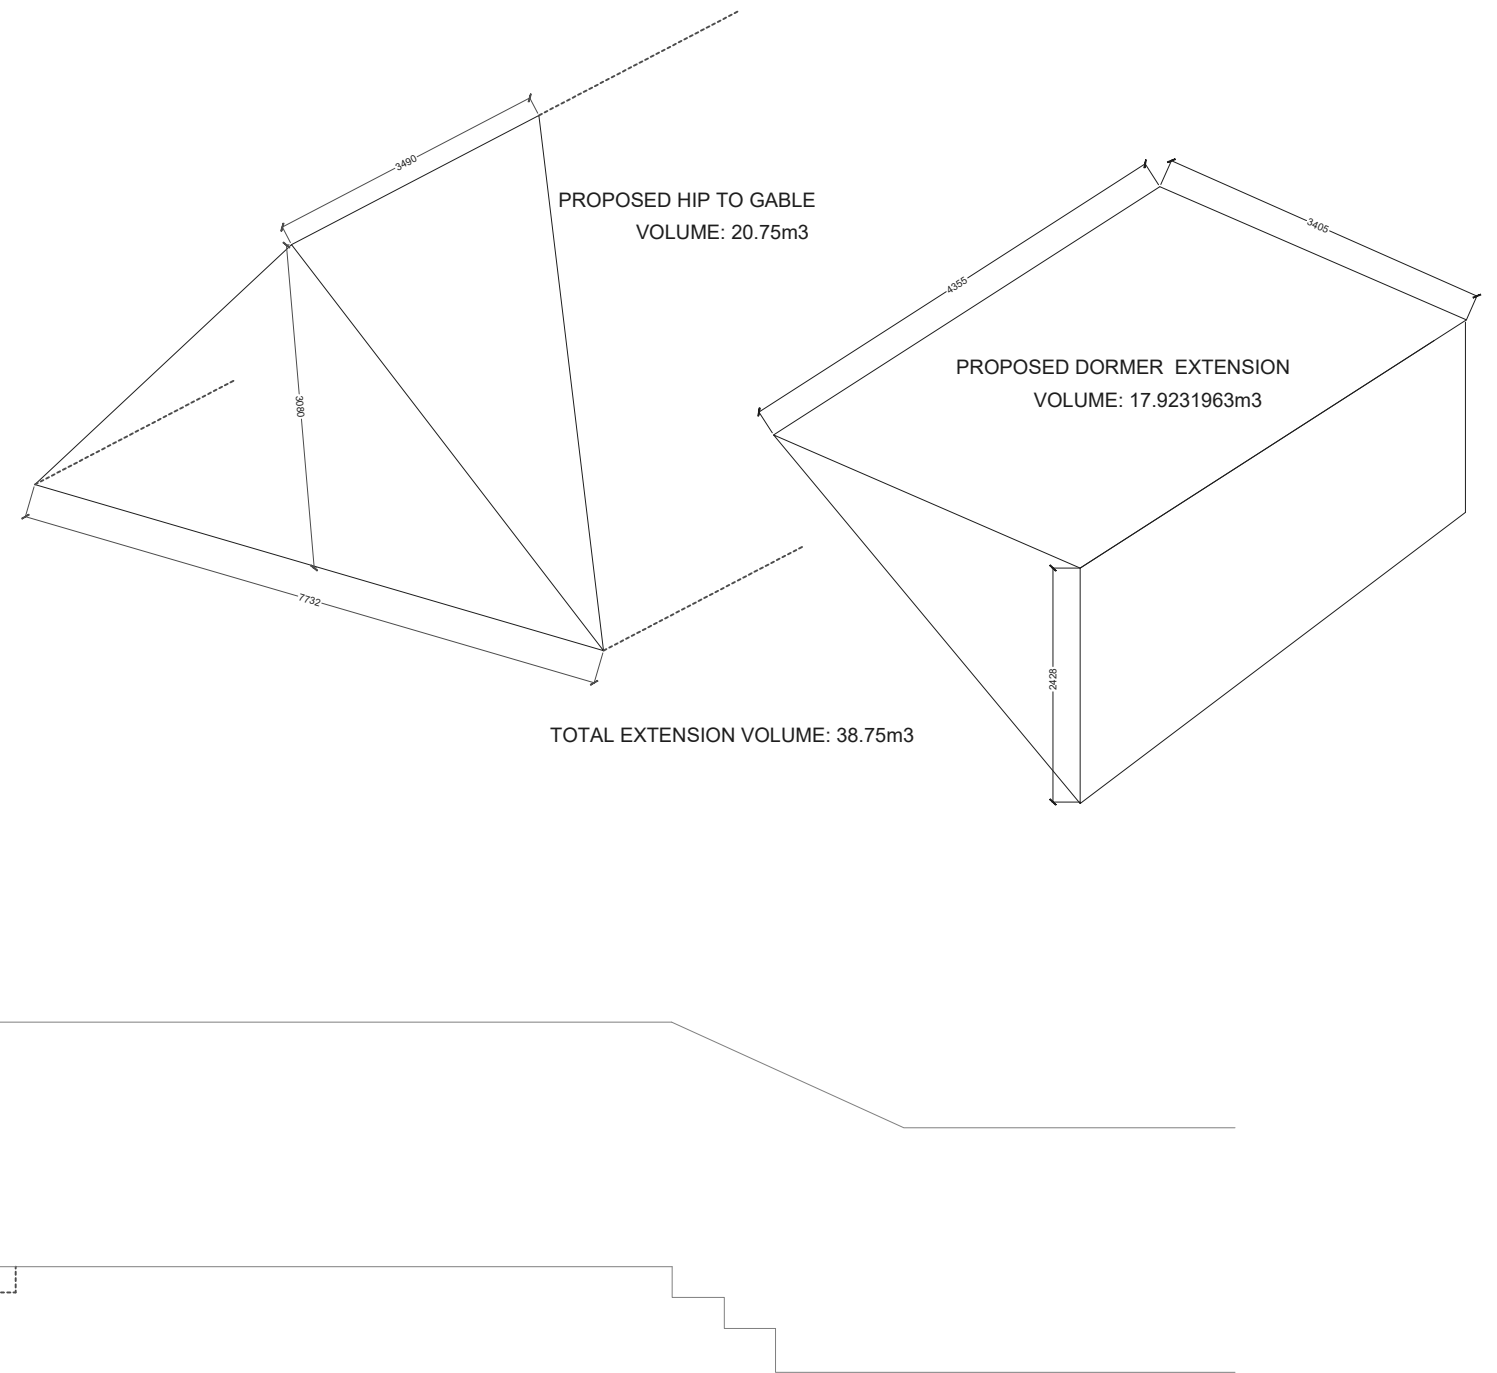 3490
PROPOSED HIP TO GABLE
VOLUME: 20.75m3
3405
4355
PROPOSED DORMER EXTENSION
VOLUME: 17.9231963m3
3080
7732
2428
TOTAL EXTENSION VOLUME: 38.75m3